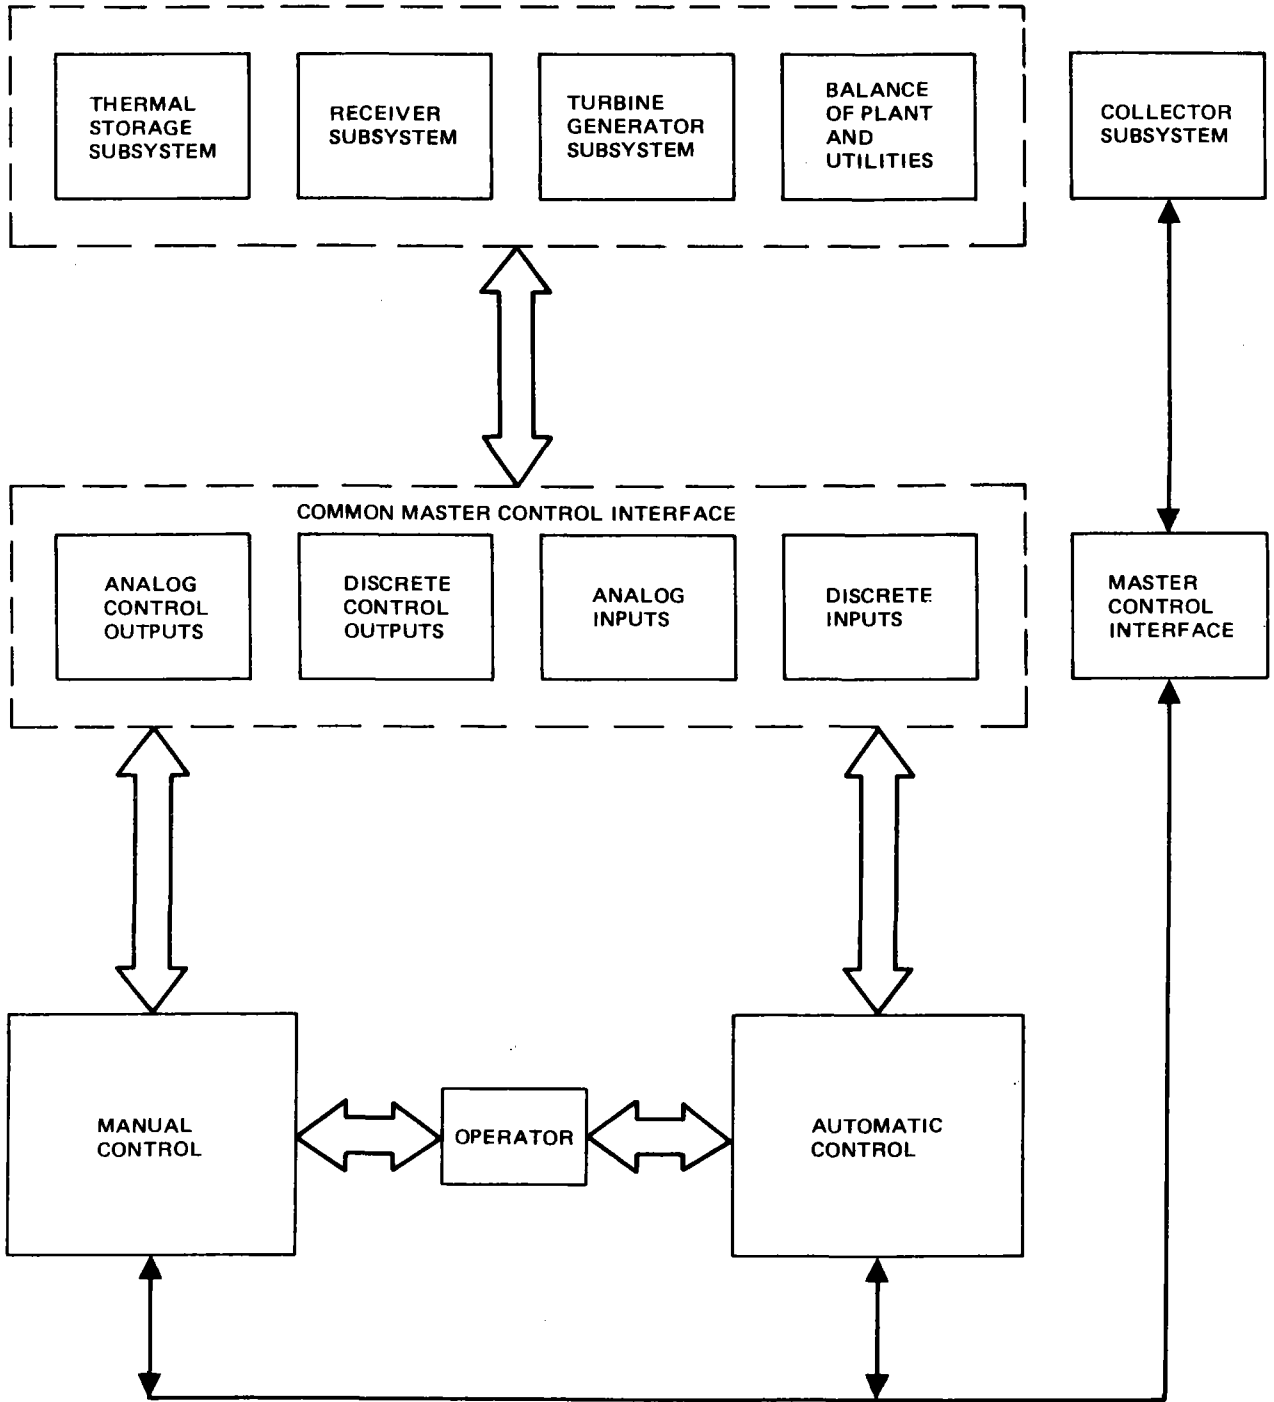 THERMAL
STORAGE
SUBSYSTEM
RECEIVER
SUBSYSTEM
TURBINE
GENERATOR
SUBSYSTEM
BALANCE
OF PLANT
AND
UTILITIES
COLLECTOR
SUBSYSTEM
COMMON MASTER CONTROL INTERFACE
ANALOG
CONTROL
OUTPUTS
DISCRETE
CONTROL
OUTPUTS
ANALOG
INPUTS
DISCRETE
INPUTS
MASTER
CONTROL
INTERFACE
MANUAL
CONTROL
OPERATOR
AUTOMATIC
CONTROL